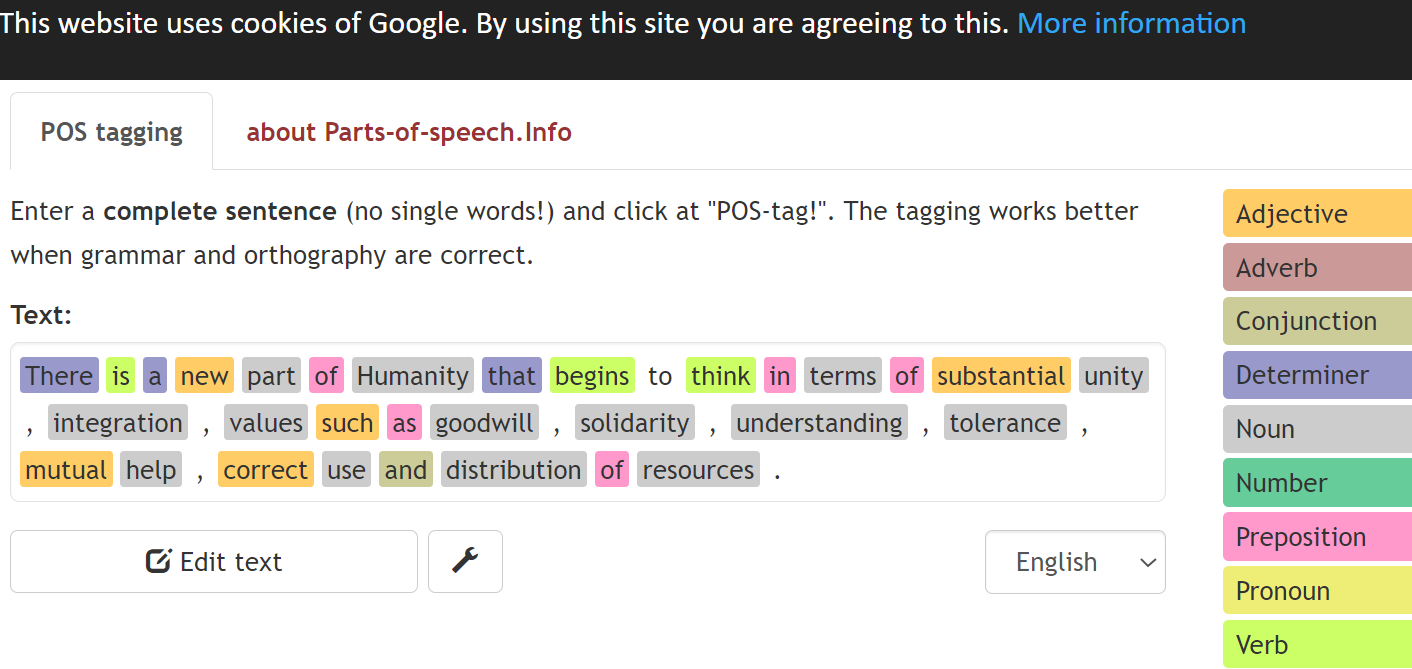 This website uses cookies of Google. By using this site you are agreeing to this. More information
POS tagging
about Parts-of-speech.Info
Enter a complete sentence (no single words!) and click at "POS-tag!". The tagging works better
when grammar and orthography are correct.
Text:
There is a new part of Humanity that begins to think in terms of substantial unity
, integration , values such as goodwill , solidarity , understanding , tolerance ,
mutual help , correct use and distribution of resources .
Edit text
English
Adjective
Adverb
Conjunction
Determiner
Noun
Number
Preposition
Pronoun
Verb